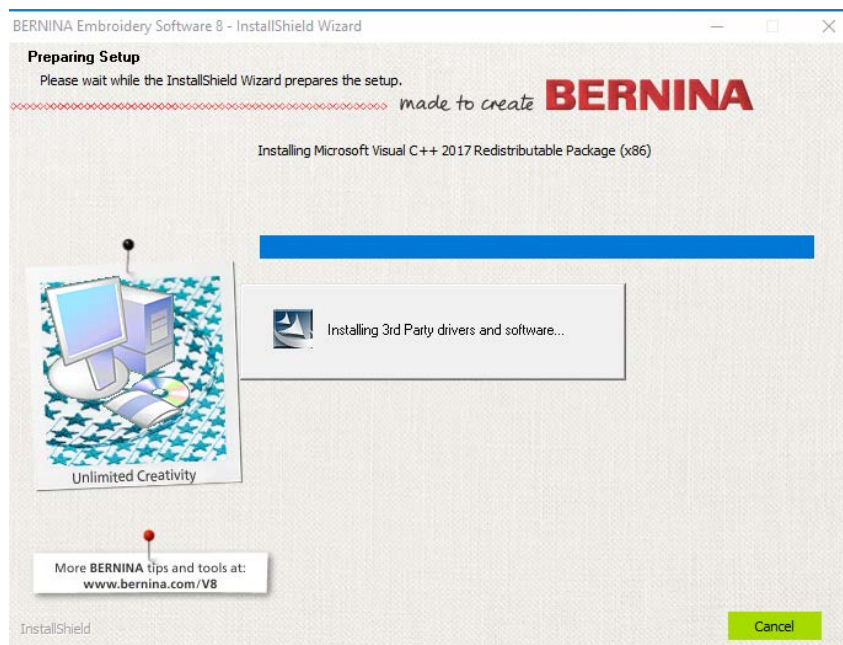 BERNINA Embroidery Software 8 - InstallShield Wizard
Preparing Setup
Please wait while the InstallShield Wizard prepares the setup.
made to create BERNINA
Installing Microsoft Visual C++ 2017 Redistributable Package (x86)
Installing 3rd Party drivers and software...
Unlimited Creativity
More BERNINA tips and tools at:
www.bernina.com/V8
InstallShield
Cancel